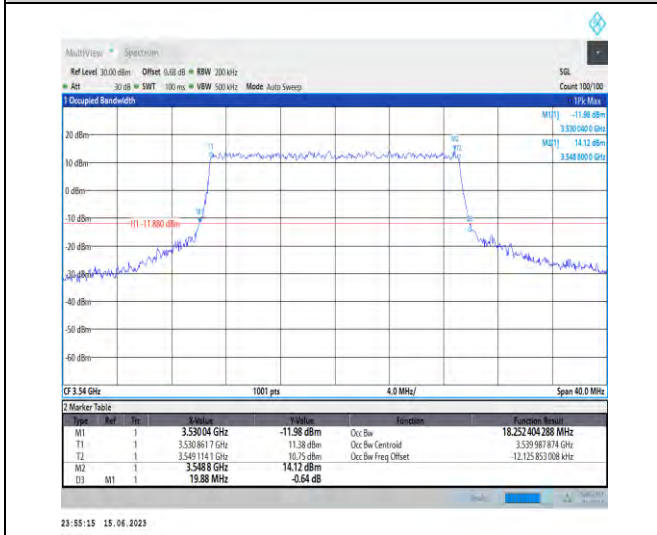 MultiView Spectrum
Ref Level 30.00 dBm Offset 0.68 dB RBW 200 kHz SGL
Att 30 dB SWT 100 ms VBW 500 kHz Mode Auto Sweep Count 100/100
1 Occupied Bandwidth 1Pk Max
M1[1] -11.98 dBm
3.530 040 0 GHz
14.12 dBm
3.548 800 0 GHz
20 dBm
M2
T1
T2
10 dBm
0 dBm
-10 dBm
H1 -11.880 dBm
-20 dBm
-30 dBm
-40 dBm
-50 dBm
-60 dBm
CF 3.54 GHz 1001 pts 4.0 MHz/ Span 40.0 MHz
2 Marker Table
Type Ref Trc X-Value Y-Value Function Function Result
M1 1 3.530 04 GHz -11.98 dBm Occ Bw 18.252 404 288 MHz
T1 1 3.530 861 7 GHz 11.38 dBm Occ Bw Centroid 3.539 987 874 GHz
T2 1 3.549 114 1 GHz 10.75 dBm Occ Bw Freq Offset -12.125 853 008 kHz
M2 1 3.548 8 GHz 14.12 dBm
D3 M1 1 19.88 MHz -0.64 dB
23:55:15 15.06.2023